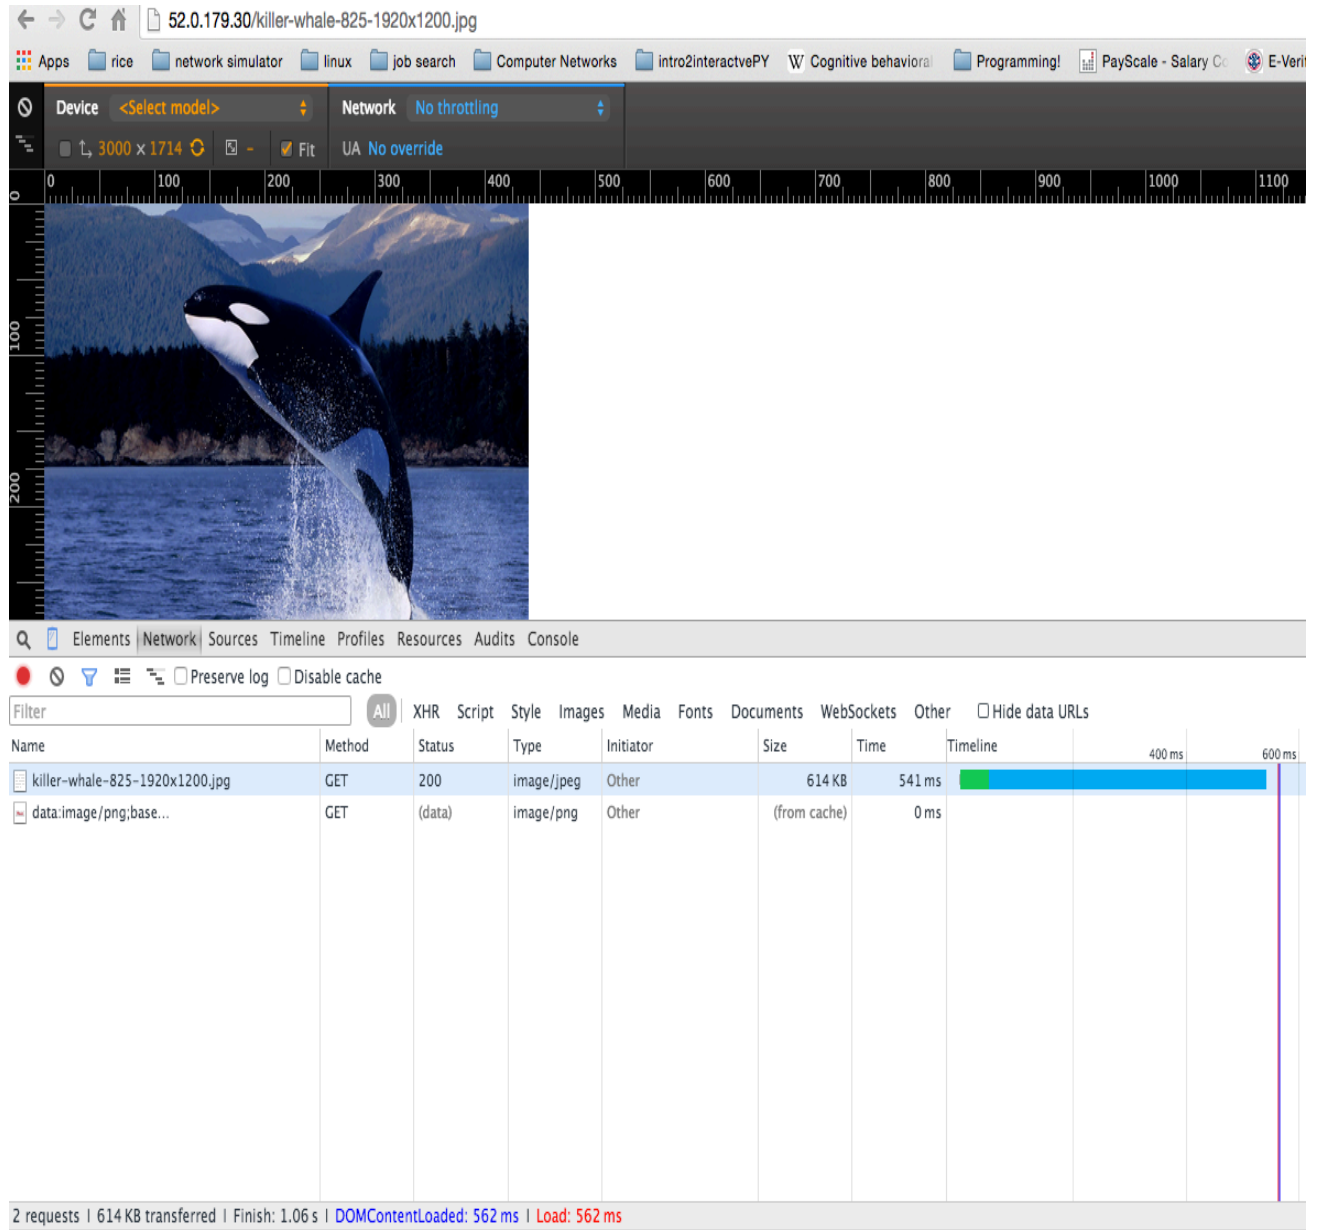 52.0.179.30/killer-whale-825-1920x1200.jpg
Apps rice network simulator linux job search Computer Networks intro2interactvePY W Cognitive behavioral Programming! PayScale - Salary E-Veri
Device <Select model> Network No throttling
3000 x 1714 - Fit UA No override
0 100 200 300 400 500 600 700 800 900 1000 1100
0
100
200
Elements Network Sources Timeline Profiles Resources Audits Console
Preserve log Disable cache
Filter All XHR Script Style Images Media Fonts Documents WebSockets Other Hide data URLs
Name Method Status Type Initiator Size Time Timeline 400 ms 600 ms
killer-whale-825-1920x1200.jpg GET 200 image/jpeg Other 614 KB 541 ms
data:image/png;base... GET (data) image/png Other (from cache) 0 ms
2 requests | 614 KB transferred | Finish: 1.06 s | DOMContentLoaded: 562 ms | Load: 562 ms